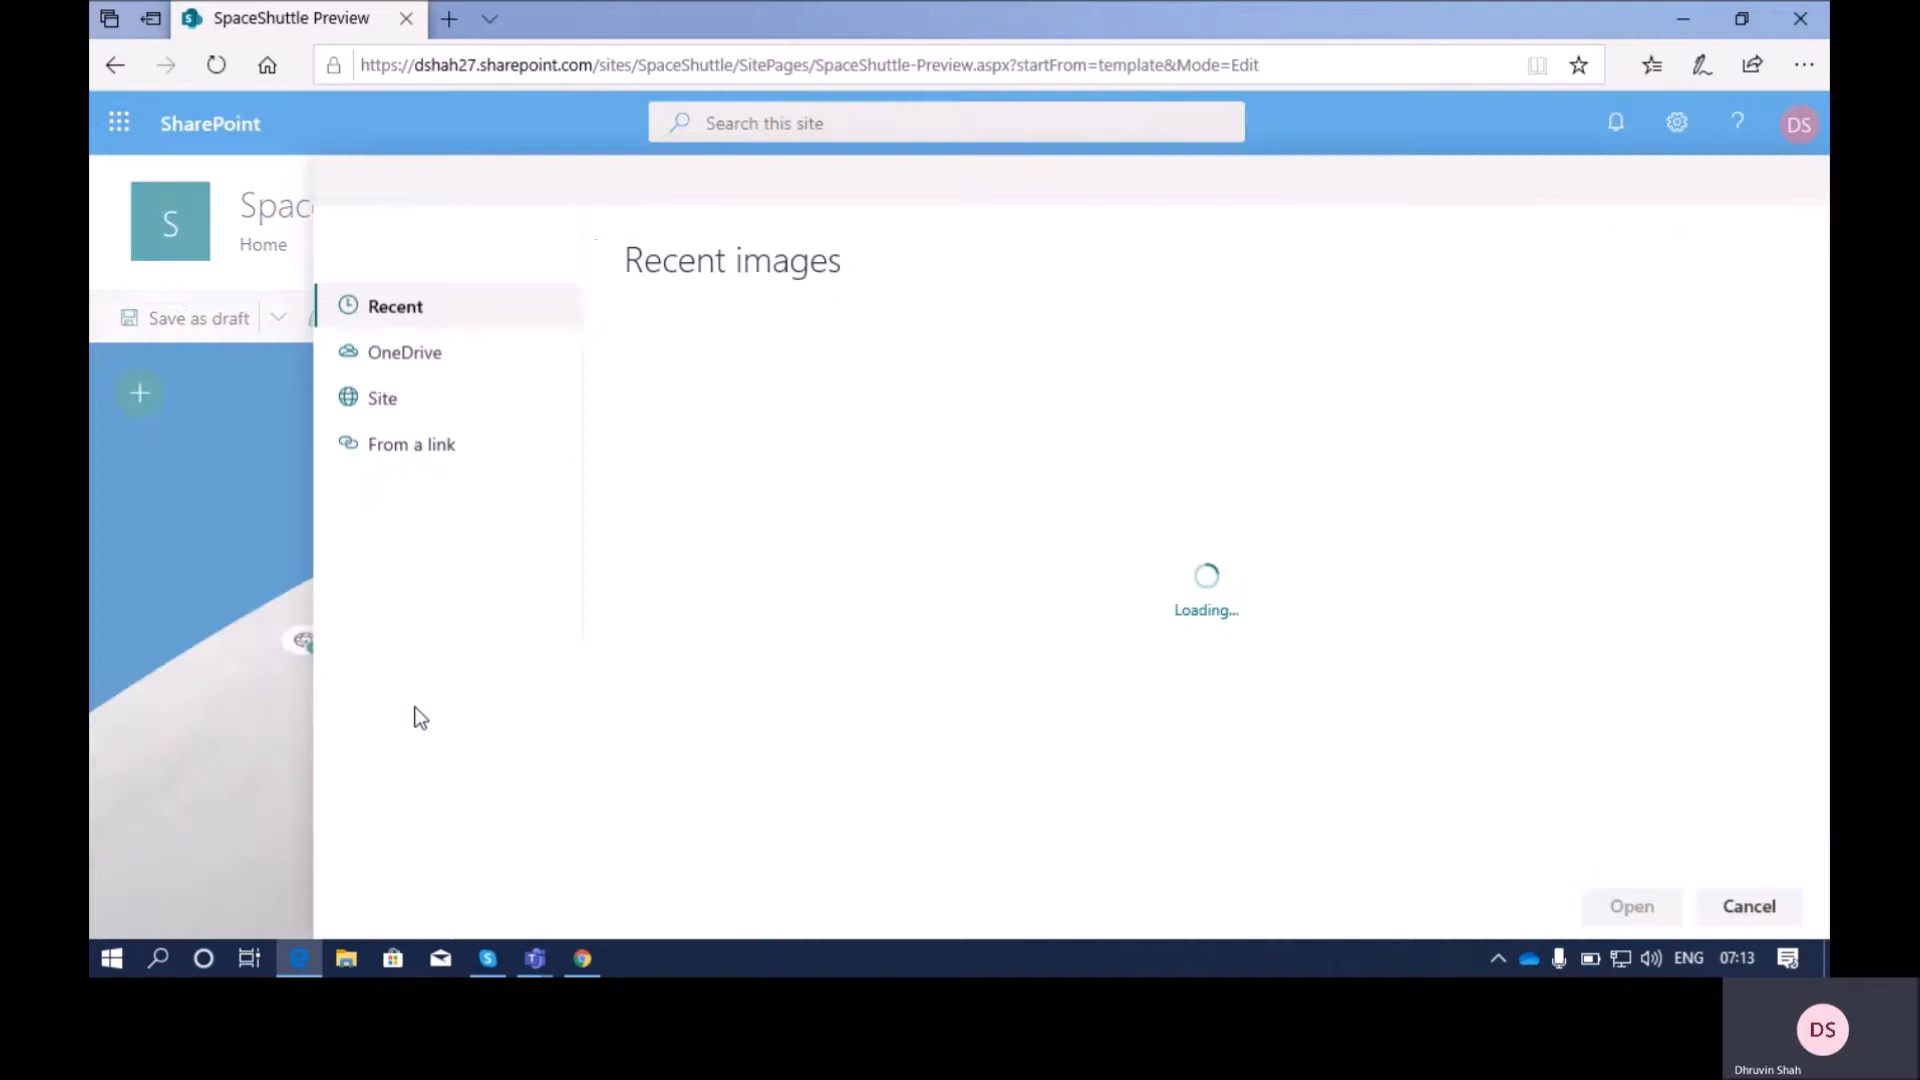 SpaceShuttle Preview
https://dshah27.sharepoint.com/sites/SpaceShuttle/SitePages/SpaceShuttle-Preview.aspx?startFrom=template&Mode=Edit
SharePoint
Search this site
DS
S
Spac
Home
Save as draft
Recent images
Recent
OneDrive
Site
From a link
Loading...
Open
Cancel
ENG
07:13
DS
Dhruvin Shah